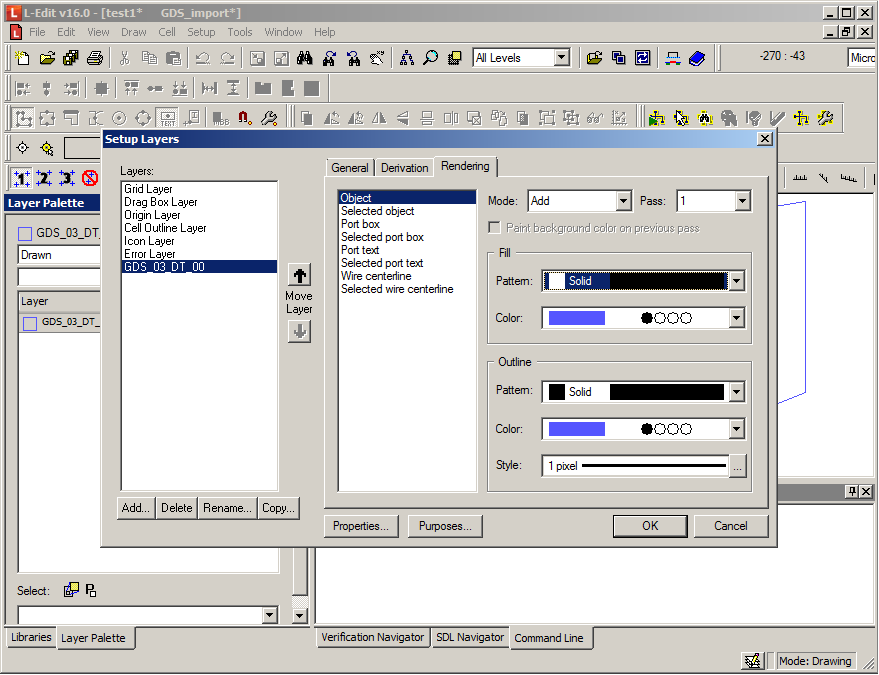 L-Edit v16.0 - [test1* GDS_import*]
File Edit View Draw Cell Setup Tools Window Help
All Levels
-270 : -43
Micro
TEXT
MDB
1 2 3
Setup Layers
Layer Palette
GDS_03_DT_
Drawn
Layer
GDS_03_DT_
Layers:
Grid Layer
Drag Box Layer
Origin Layer
Cell Outline Layer
Icon Layer
Error Layer
GDS_03_DT_00
Move
Layer
Add... Delete Rename... Copy...
General Derivation Rendering
Object
Selected object
Port box
Selected port box
Port text
Selected port text
Wire centerline
Selected wire centerline
Mode: Add Pass: 1
Paint background color on previous pass
Fill
Pattern: Solid
Color:
Outline
Pattern: Solid
Color:
Style: 1 pixel ...
Properties... Purposes... OK Cancel
Select:
Libraries Layer Palette
Verification Navigator SDL Navigator Command Line
Mode: Drawing